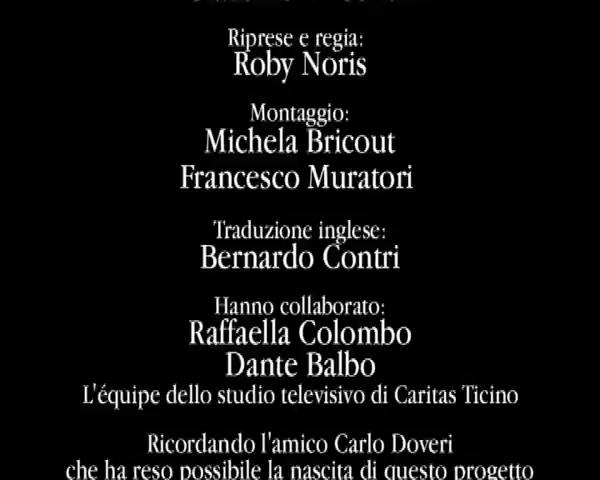 Riprese e regia:
Roby Noris
Montaggio:
Michela Bricout
Francesco Muratori
Traduzione inglese:
Bernardo Contri
Hanno collaborato:
Raffaella Colombo
Dante Balbo
L'équipe dello studio televisivo di Caritas Ticino
Ricordando l'amico Carlo Doveri
che ha reso possibile la nascita di questo progetto